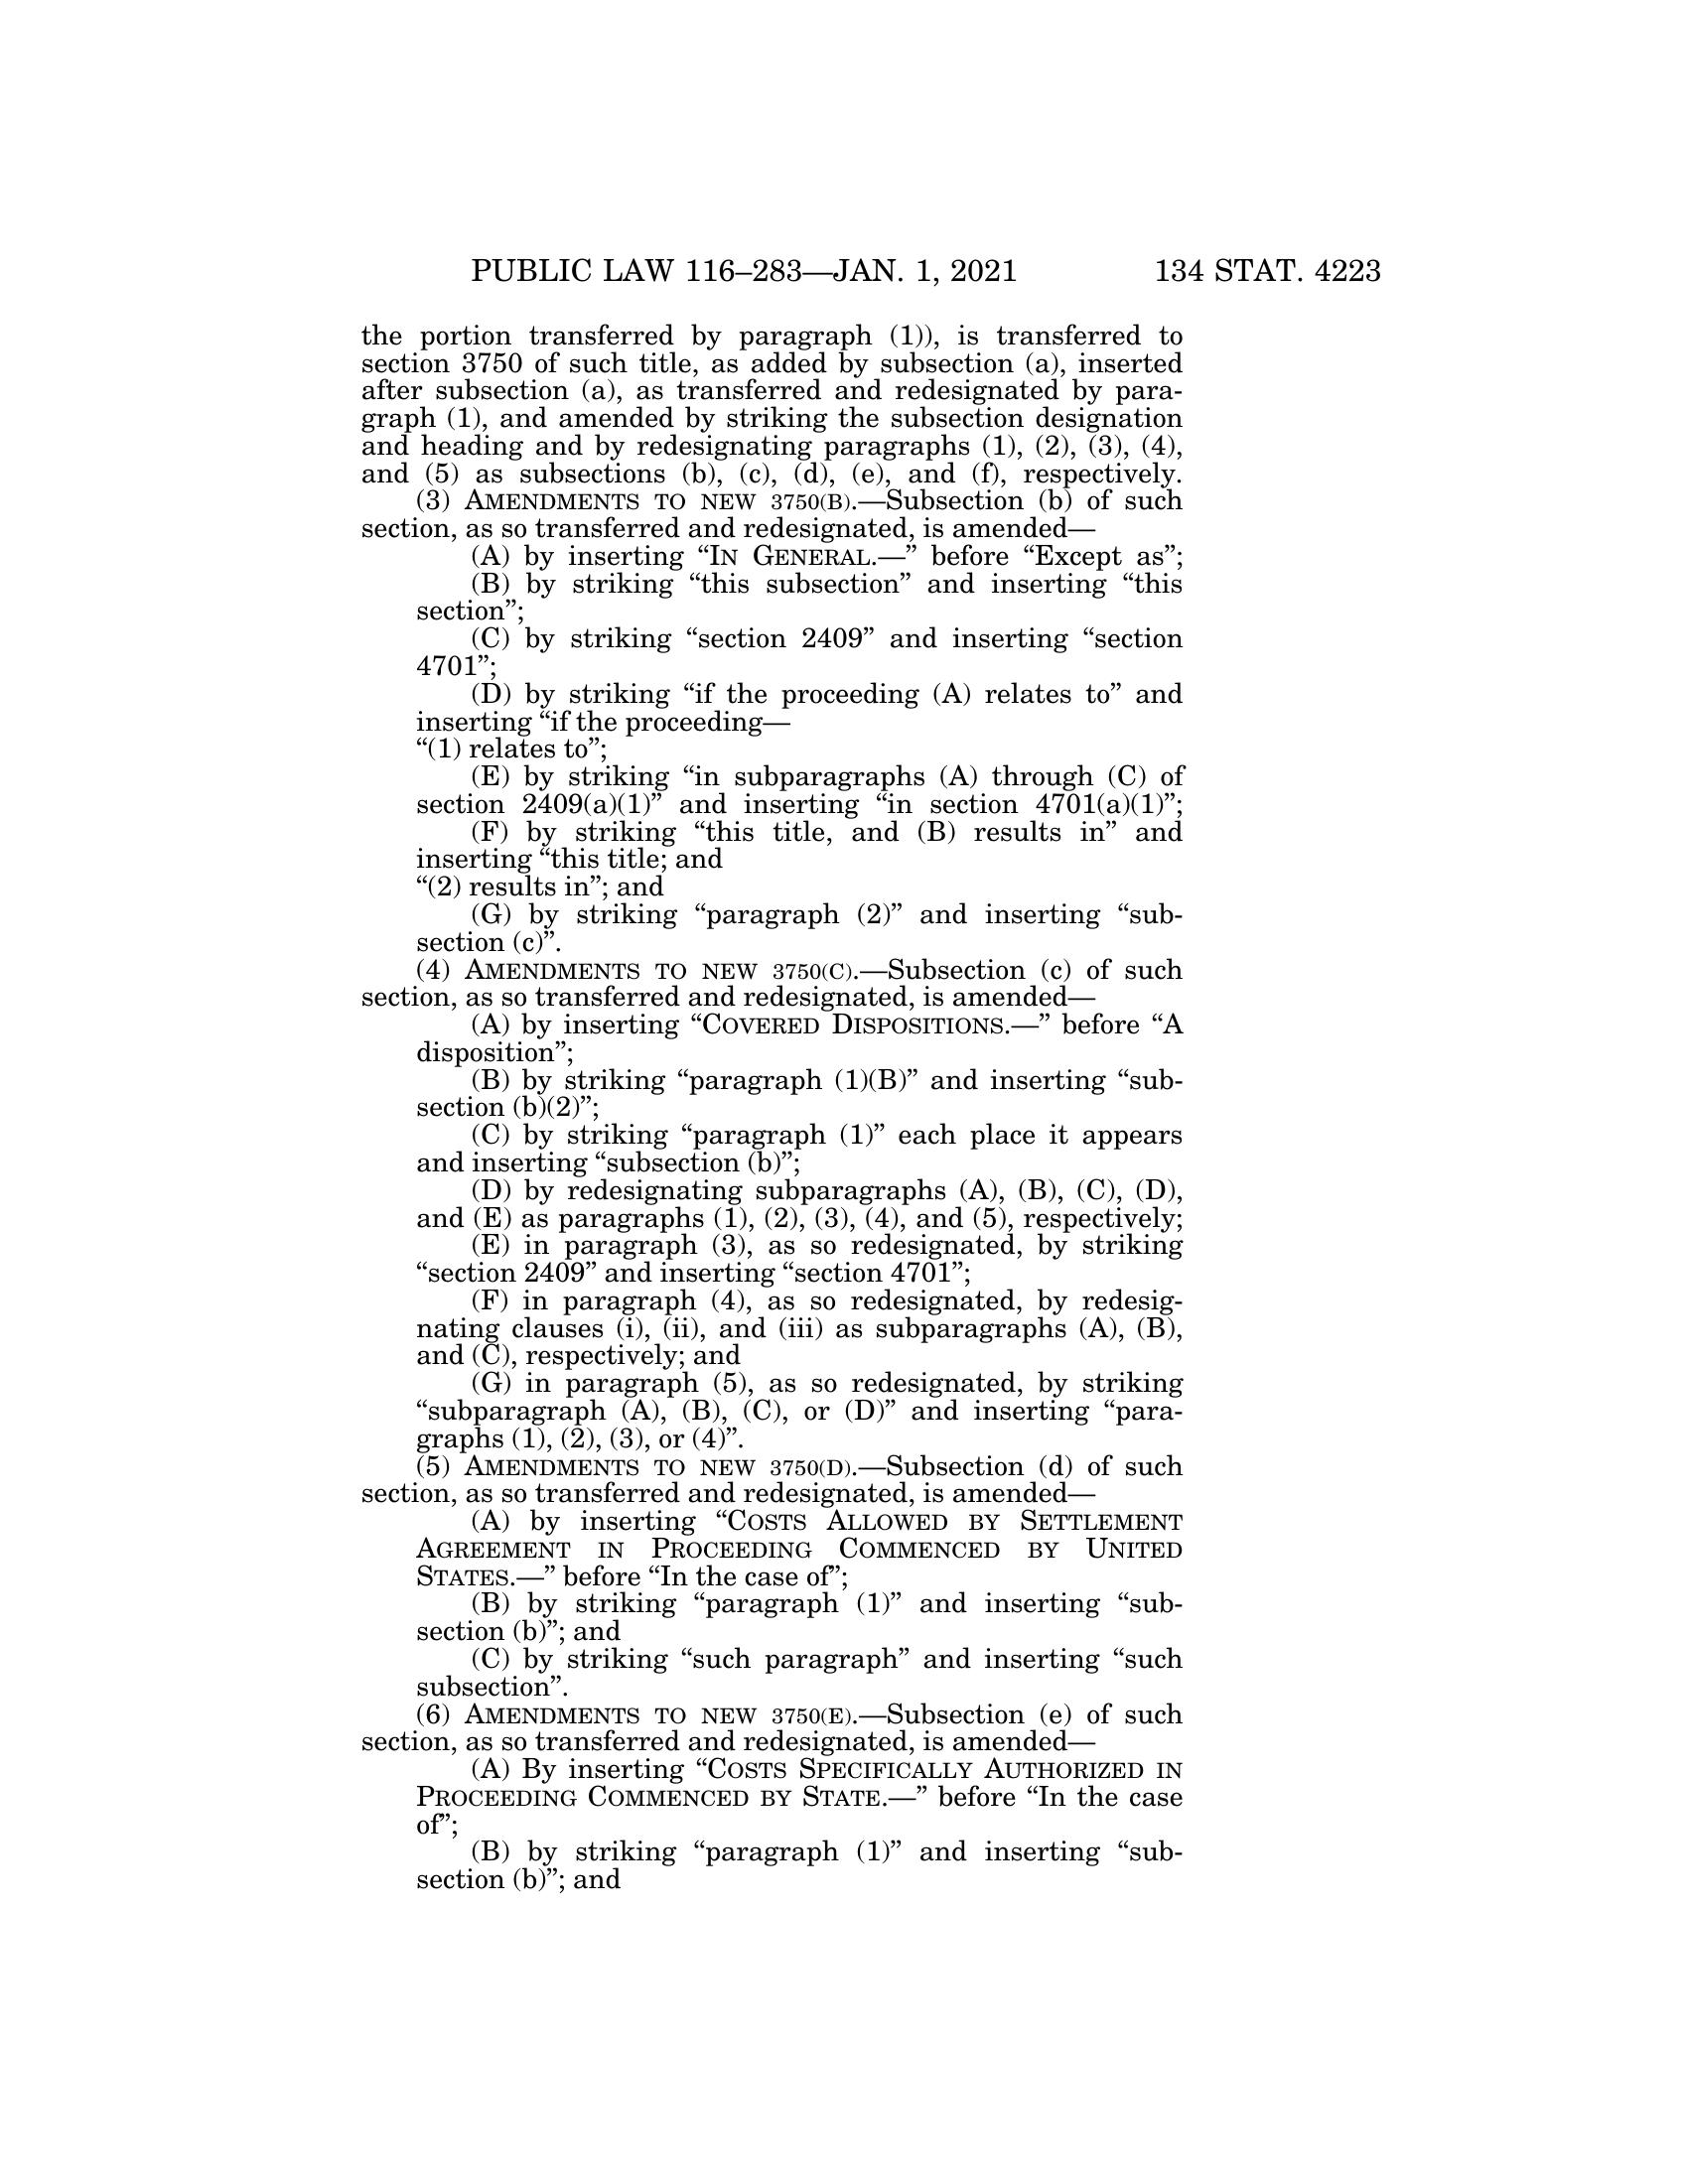 PUBLIC LAW 116–283—JAN. 1, 2021 134 STAT. 4223
the portion transferred by paragraph (1)), is transferred to
section 3750 of such title, as added by subsection (a), inserted
after subsection (a), as transferred and redesignated by para-
graph (1), and amended by striking the subsection designation
and heading and by redesignating paragraphs (1), (2), (3), (4),
and (5) as subsections (b), (c), (d), (e), and (f), respectively.
(3) AMENDMENTS TO NEW 3750(B).—Subsection (b) of such
section, as so transferred and redesignated, is amended—
(A) by inserting “IN GENERAL.—” before “Except as”;
(B) by striking “this subsection” and inserting “this
section”;
(C) by striking “section 2409” and inserting “section
4701”;
(D) by striking “if the proceeding (A) relates to” and
inserting “if the proceeding—
“(1) relates to”;
(E) by striking “in subparagraphs (A) through (C) of
section 2409(a)(1)” and inserting “in section 4701(a)(1)”;
(F) by striking “this title, and (B) results in” and
inserting “this title; and
“(2) results in”; and
(G) by striking “paragraph (2)” and inserting “sub-
section (c)”.
(4) AMENDMENTS TO NEW 3750(C).—Subsection (c) of such
section, as so transferred and redesignated, is amended—
(A) by inserting “COVERED DISPOSITIONS.—” before “A
disposition”;
(B) by striking “paragraph (1)(B)” and inserting “sub-
section (b)(2)”;
(C) by striking “paragraph (1)” each place it appears
and inserting “subsection (b)”;
(D) by redesignating subparagraphs (A), (B), (C), (D),
and (E) as paragraphs (1), (2), (3), (4), and (5), respectively;
(E) in paragraph (3), as so redesignated, by striking
“section 2409” and inserting “section 4701”;
(F) in paragraph (4), as so redesignated, by redesig-
nating clauses (i), (ii), and (iii) as subparagraphs (A), (B),
and (C), respectively; and
(G) in paragraph (5), as so redesignated, by striking
“subparagraph (A), (B), (C), or (D)” and inserting “para-
graphs (1), (2), (3), or (4)”.
(5) AMENDMENTS TO NEW 3750(D).—Subsection (d) of such
section, as so transferred and redesignated, is amended—
(A) by inserting “COSTS ALLOWED BY SETTLEMENT
AGREEMENT IN PROCEEDING COMMENCED BY UNITED
STATES.—” before “In the case of”;
(B) by striking “paragraph (1)” and inserting “sub-
section (b)”; and
(C) by striking “such paragraph” and inserting “such
subsection”.
(6) AMENDMENTS TO NEW 3750(E).—Subsection (e) of such
section, as so transferred and redesignated, is amended—
(A) By inserting “COSTS SPECIFICALLY AUTHORIZED IN
PROCEEDING COMMENCED BY STATE.—” before “In the case
of”;
(B) by striking “paragraph (1)” and inserting “sub-
section (b)”; and